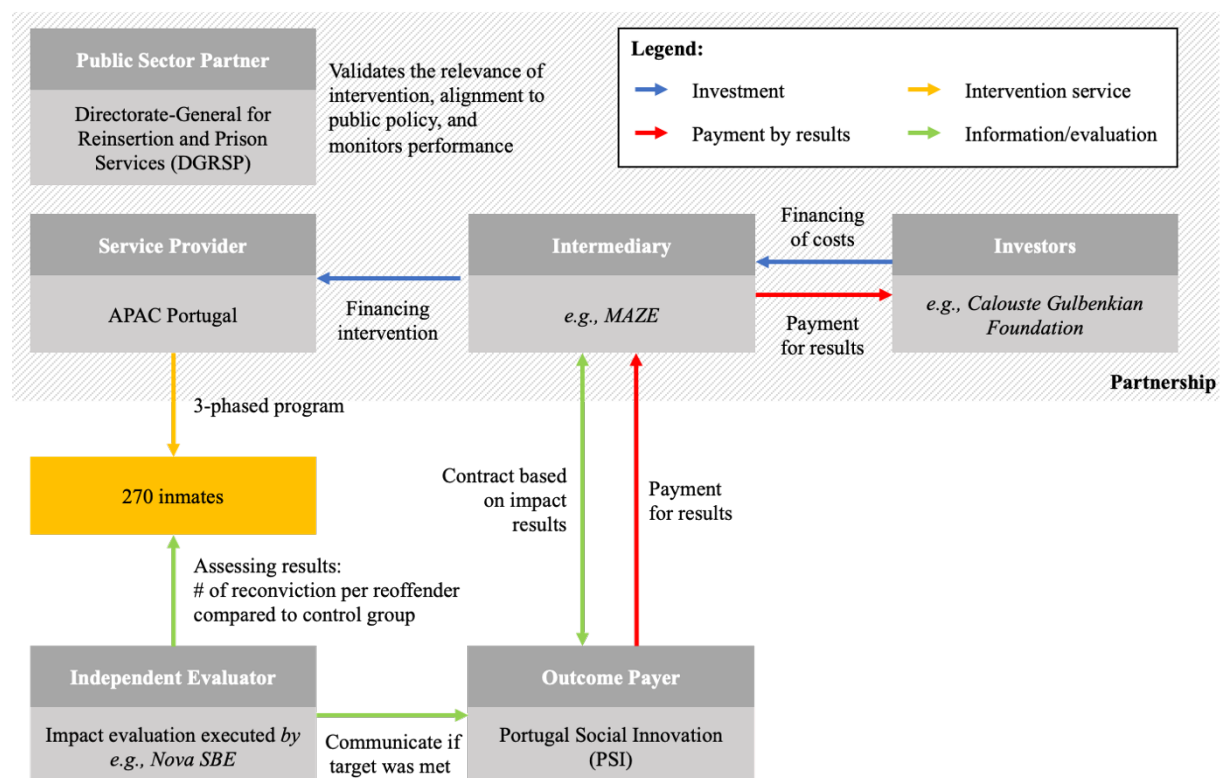 Public Sector Partner
Directorate-General for
Reinsertion and Prison
Services (DGRSP)
Validates the relevance of
intervention, alignment to
public policy, and
monitors performance
Legend:
Investment
Intervention service
Payment by results
Information/evaluation
Service Provider
APAC Portugal
Financing
intervention
Intermediary
e.g., MAZE
Financing
of costs
Payment
for results
Investors
e.g., Calouste Gulbenkian
Foundation
Partnership
3-phased program
270 inmates
Contract based
on impact
results
Payment
for results
Assessing results:
# of reconviction per reoffender
compared to control group
Independent Evaluator
Impact evaluation executed by
e.g., Nova SBE
Communicate if
target was met
Outcome Payer
Portugal Social Innovation
(PSI)